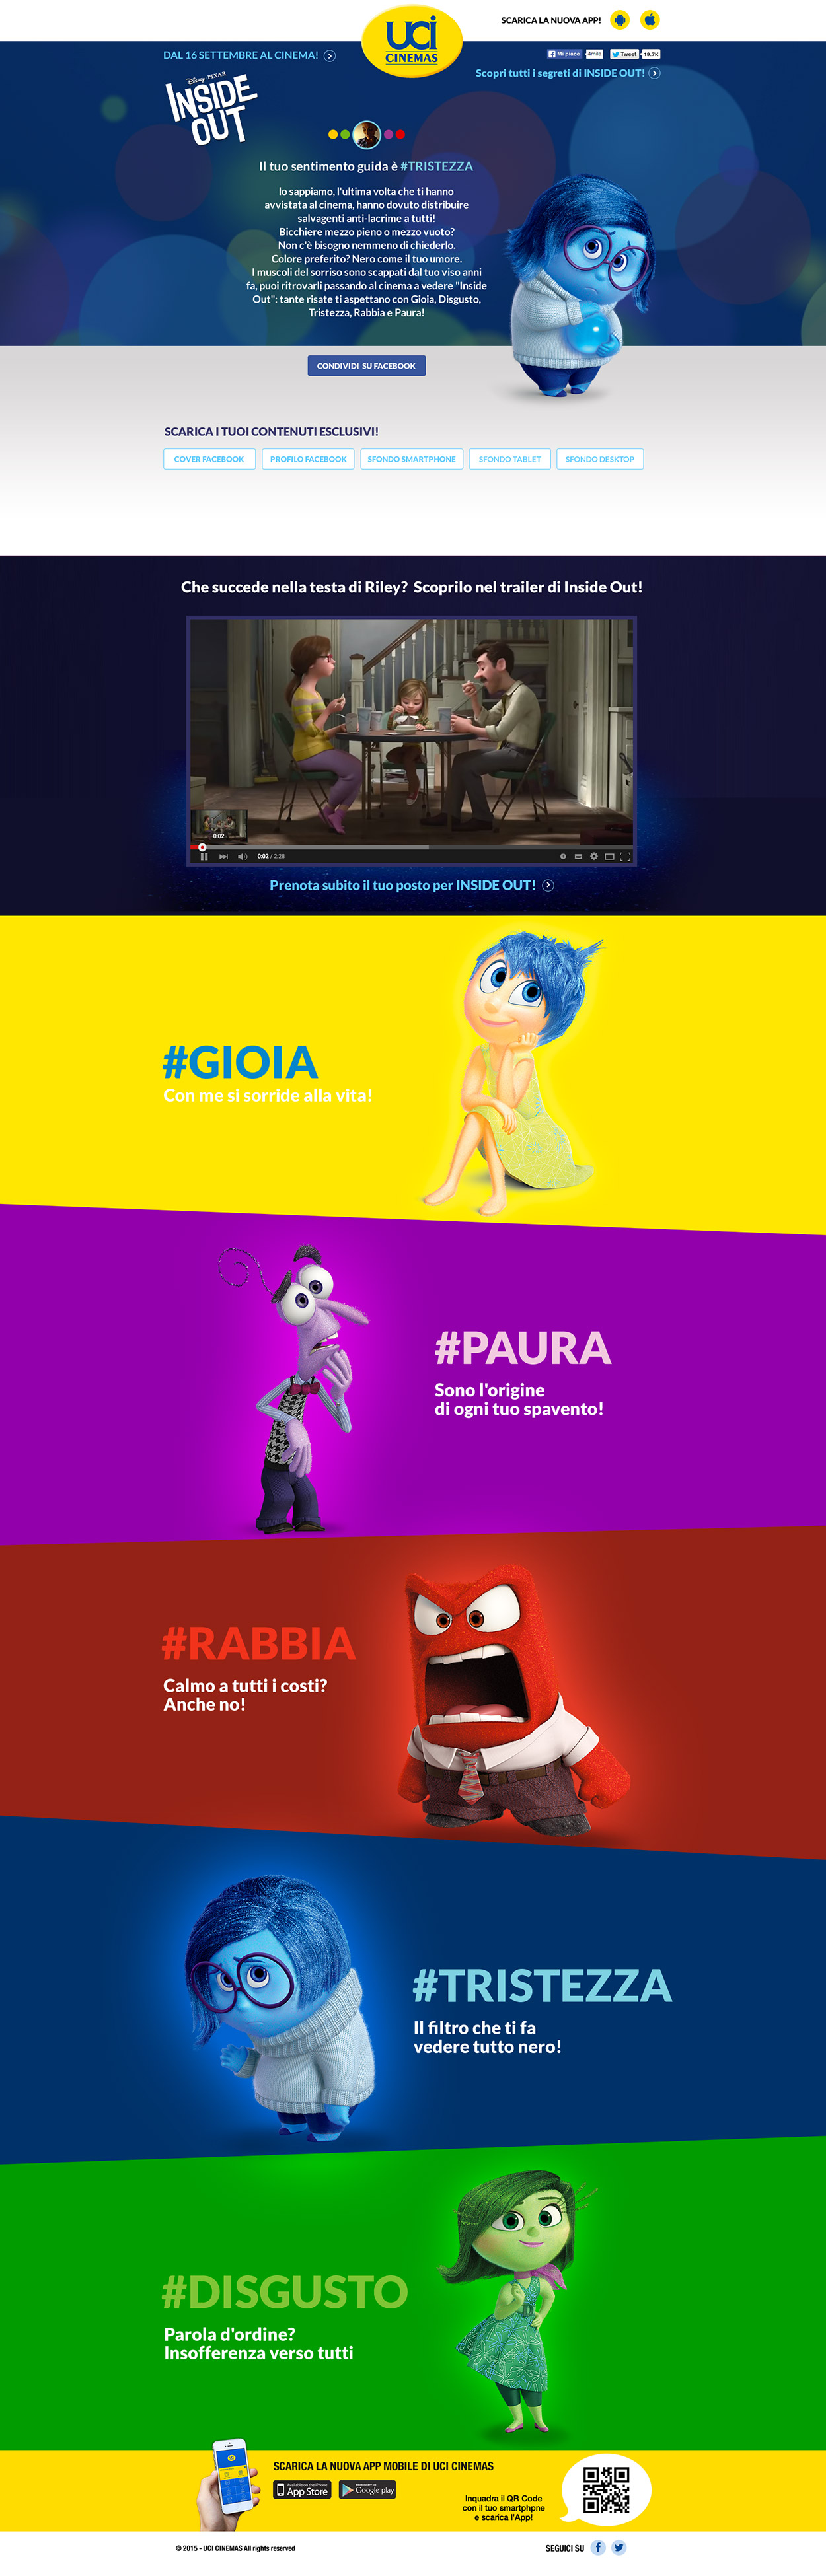 uci
CINEMAS
SCARICA LA NUOVA APP!
DAL 16 SETTEMBRE AL CINEMA!
Mi piace
4mila
Tweet
19.7K
Scopri tutti i segreti di INSIDE OUT!
Disney PIXAR
INSIDE
OUT
Il tuo sentimento guida è #TRISTEZZA
lo sappiamo, l'ultima volta che ti hanno
avvistata al cinema, hanno dovuto distribuire
salvagenti anti-lacrime a tutti!
Bicchiere mezzo pieno o mezzo vuoto?
Non c'è bisogno nemmeno di chiederlo.
Colore preferito? Nero come il tuo umore.
I muscoli del sorriso sono scappati dal tuo viso anni
fa, puoi ritrovarli passando al cinema a vedere "Inside
Out": tante risate ti aspettano con Gioia, Disgusto,
Tristezza, Rabbia e Paura!
CONDIVIDI SU FACEBOOK
SCARICA I TUOI CONTENUTI ESCLUSIVI!
COVER FACEBOOK
PROFILO FACEBOOK
SFONDO SMARTPHONE
SFONDO TABLET
SFONDO DESKTOP
Che succede nella testa di Riley? Scoprilo nel trailer di Inside Out!
0:02
0:02 / 2:28
Prenota subito il tuo posto per INSIDE OUT!
#GIOIA
Con me si sorride alla vita!
#PAURA
Sono l'origine
di ogni tuo spavento!
#RABBIA
Calmo a tutti i costi?
Anche no!
#TRISTEZZA
Il filtro che ti fa
vedere tutto nero!
#DISGUSTO
Parola d'ordine?
Insofferenza verso tutti
SCARICA LA NUOVA APP MOBILE DI UCI CINEMAS
Available on the iPhone
App Store
Google play
Inquadra il QR Code
con il tuo smartphpne
e scarica l'App!
© 2015 - UCI CINEMAS All rights reserved
SEGUICI SU